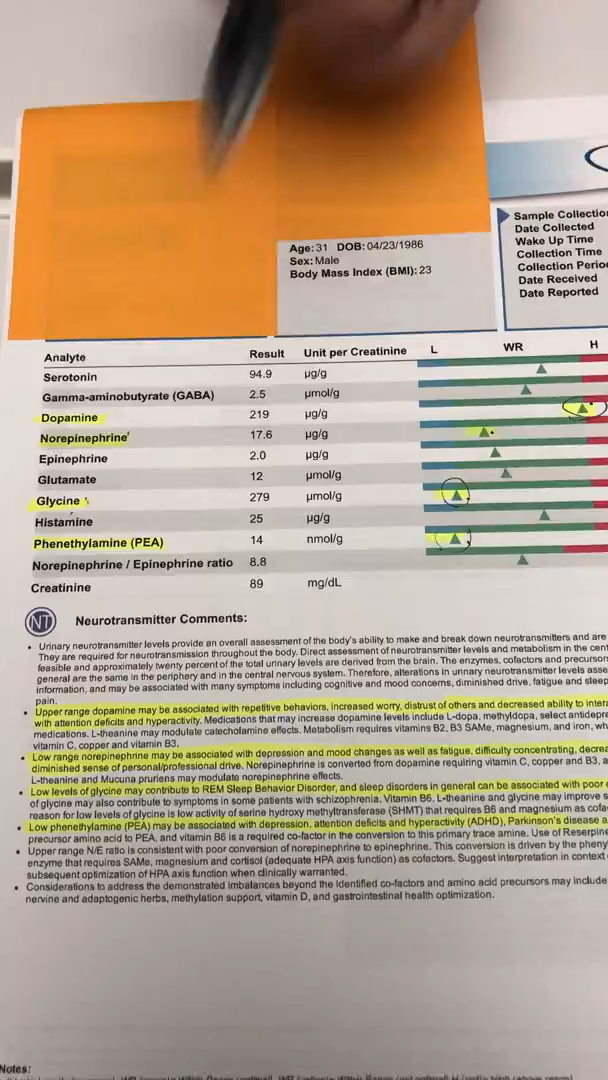 Age: 31 DOB: 04/23/1986
Sex: Male
Body Mass Index (BMI): 23
Sample Collectio
Date Collected
Wake Up Time
Collection Time
Collection Perio
Date Received
Date Reported
Analyte Result Unit per Creatinine L WR H
Serotonin 94.9 µg/g
Gamma-aminobutyrate (GABA) 2.5 µmol/g
Dopamine 219 µg/g
Norepinephrine 17.6 µg/g
Epinephrine 2.0 µg/g
Glutamate 12 µmol/g
Glycine 279 µmol/g
Histamine 25 µg/g
Phenethylamine (PEA) 14 nmol/g
Norepinephrine / Epinephrine ratio 8.8
Creatinine 89 mg/dL
NT Neurotransmitter Comments:
• Urinary neurotransmitter levels provide an overall assessment of the body's ability to make and break down neurotransmitters and are
They are required for neurotransmission throughout the body. Direct assessment of neurotransmitter levels and metabolism in the cent
feasible and approximately twenty percent of the total urinary levels are derived from the brain. The enzymes, cofactors and precursor
general are the same in the periphery and in the central nervous system. Therefore, alterations in urinary neurotransmitter levels asse
information, and may be associated with many symptoms including cognitive and mood concerns, diminished drive, fatigue and sleep
pain.
• Upper range dopamine may be associated with repetitive behaviors, increased worry, distrust of others and decreased ability to intera
with attention deficits and hyperactivity. Medications that may increase dopamine levels include L-dopa, methyldopa, select antidepre
medications. L-theanine may modulate catecholamine effects. Metabolism requires vitamins B2, B3 SAMe, magnesium, and iron, wh
vitamin C, copper and vitamin B3.
• Low range norepinephrine may be associated with depression and mood changes as well as fatigue, difficulty concentrating, decrea
diminished sense of personal/professional drive. Norepinephrine is converted from dopamine requiring vitamin C, copper and B3, a
L-theanine and Mucuna pruriens may modulate norepinephrine effects.
• Low levels of glycine may contribute to REM Sleep Behavior Disorder, and sleep disorders in general can be associated with poor
of glycine may also contribute to symptoms in some patients with schizophrenia. Vitamin B6, L-theanine and glycine may improve s
reason for low levels of glycine is low activity of serine hydroxy methyltransferase (SHMT) that requires B6 and magnesium as cofa
• Low phenethylamine (PEA) may be associated with depression, attention deficits and hyperactivity (ADHD), Parkinson's disease a
precursor amino acid to PEA, and vitamin B6 is a required co-factor in the conversion to this primary trace amine. Use of Reserpine
• Upper range N/E ratio is consistent with poor conversion of norepinephrine to epinephrine. This conversion is driven by the pheny
enzyme that requires SAMe, magnesium and cortisol (adequate HPA axis function) as cofactors. Suggest interpretation in context
subsequent optimization of HPA axis function when clinically warranted.
• Considerations to address the demonstrated imbalances beyond the identified co-factors and amino acid precursors may include
nervine and adaptogenic herbs, methylation support, vitamin D, and gastrointestinal health optimization.
Notes: